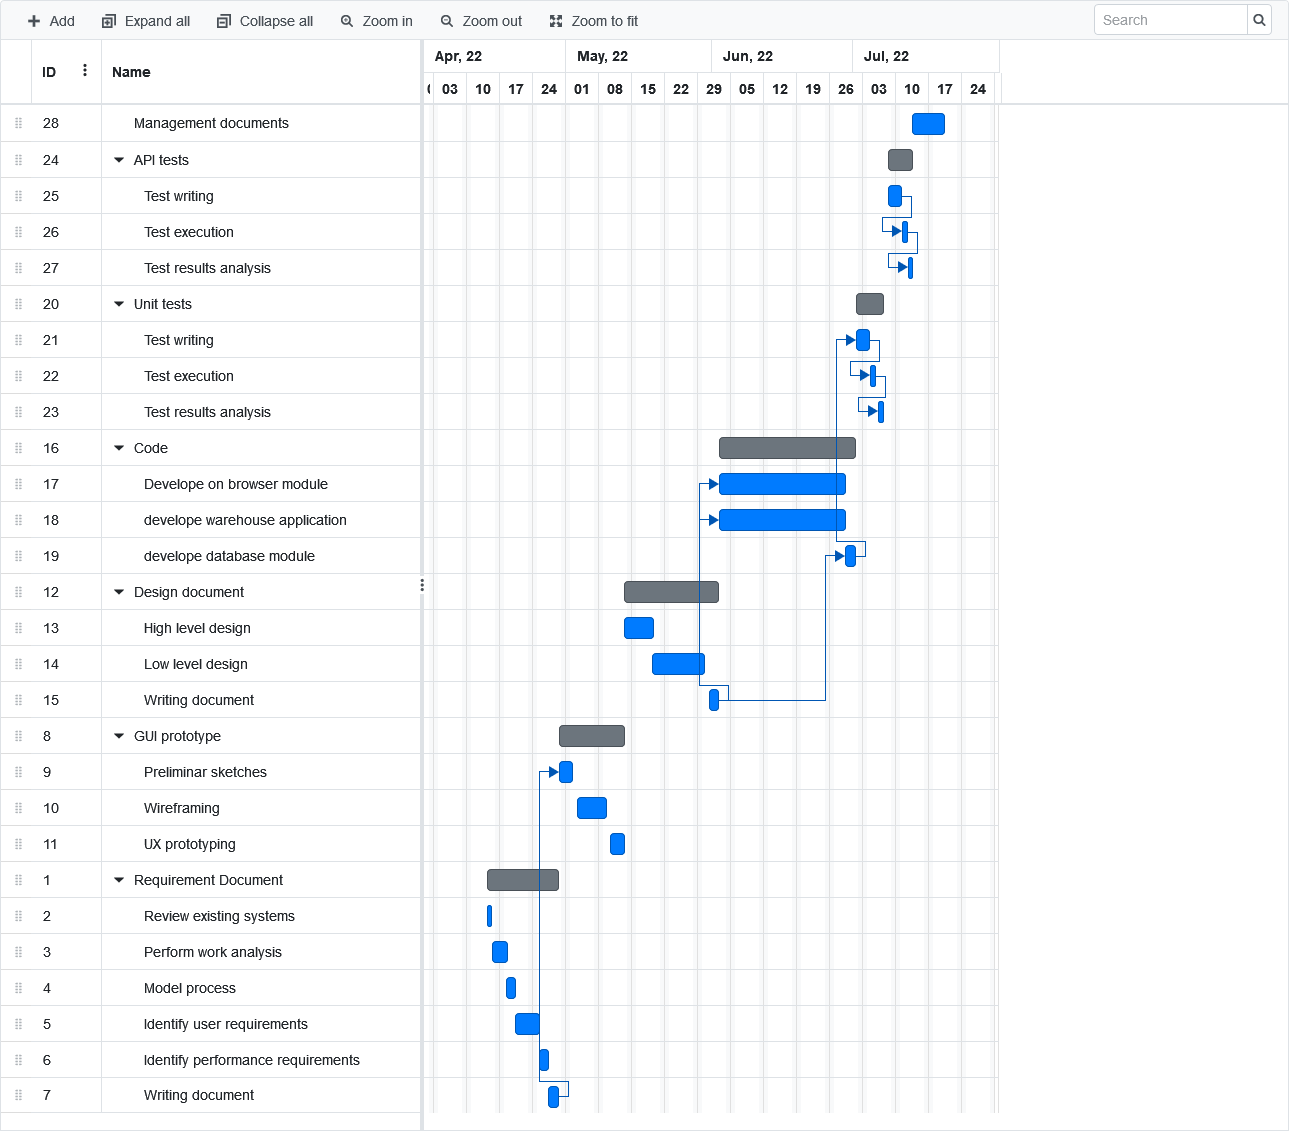 Add Expand all Collapse all Zoom in Zoom out Zoom to fit Search
ID Name
Apr, 22 May, 22 Jun, 22 Jul, 22
03 10 17 24 01 08 15 22 29 05 12 19 26 03 10 17 24
28 Management documents
24 API tests
25 Test writing
26 Test execution
27 Test results analysis
20 Unit tests
21 Test writing
22 Test execution
23 Test results analysis
16 Code
17 Develope on browser module
18 develope warehouse application
19 develope database module
12 Design document
13 High level design
14 Low level design
15 Writing document
8 GUI prototype
9 Preliminar sketches
10 Wireframing
11 UX prototyping
1 Requirement Document
2 Review existing systems
3 Perform work analysis
4 Model process
5 Identify user requirements
6 Identify performance requirements
7 Writing document